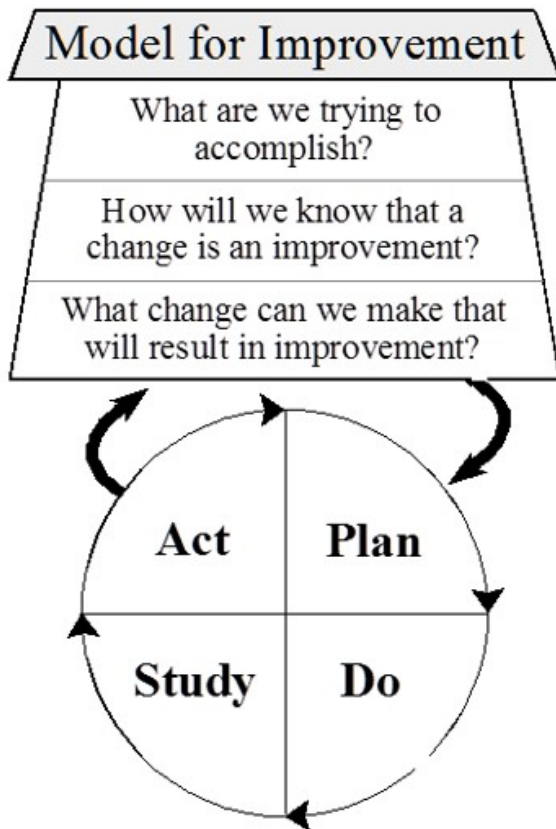 Model for Improvement
What are we trying to
accomplish?
How will we know that a
change is an improvement?
What change can we make that
will result in improvement?
Act Plan
Study Do